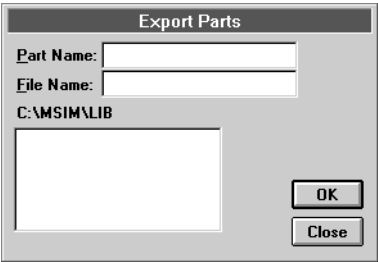 Export Parts
Part Name:
File Name:
C:\MSIM\LIB
OK
Close